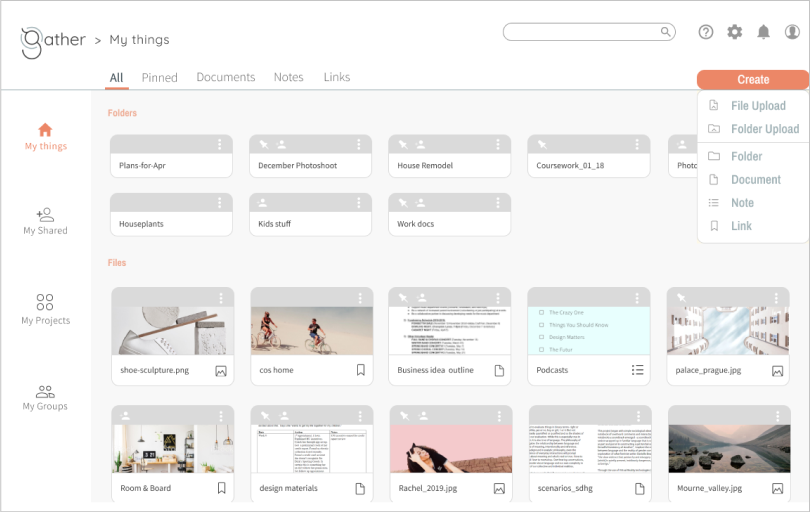 gather > My things
All Pinned Documents Notes Links
Create
File Upload
Folder Upload
Folder
Document
Note
Link
My things
My Shared
My Projects
My Groups
Folders
Plans-for-Apr
December Photoshoot
House Remodel
Coursework_01_18
Photo
Houseplants
Kids stuff
Work docs
Files
shoe-sculpture.png
cos home
Business idea outline
The Crazy One
Things You Should Know
Design Matters
The Futur
Podcasts
palace_prague.jpg
Room & Board
design materials
Rachel_2019.jpg
scenarios_sdhg
Mourne_valley.jpg